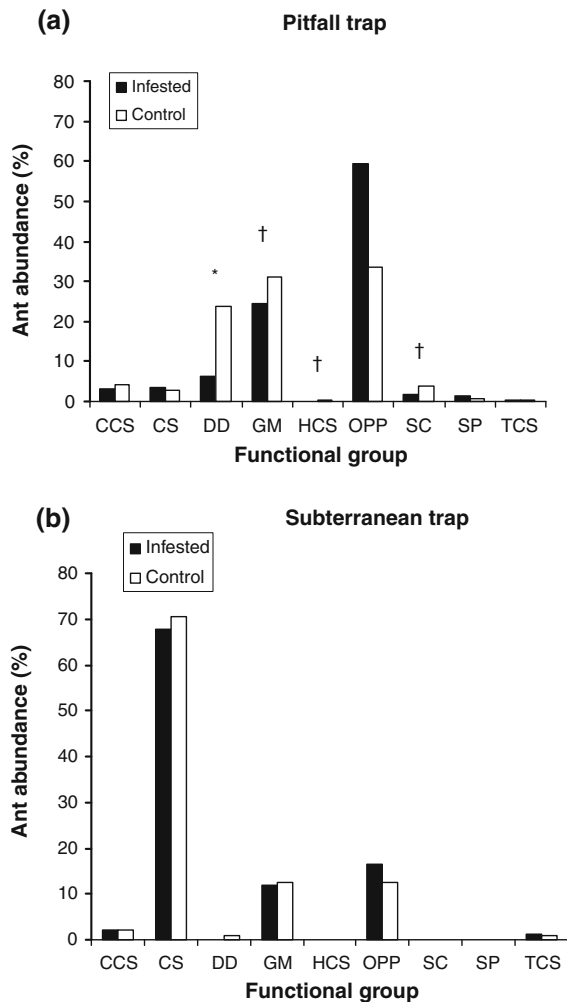 (a) Pitfall trap
Infested
Control
80
70
60
50
40
30
20
10
0
Ant abundance (%)
*
†
†
†
CCS CS DD GM HCS OPP SC SP TCS
Functional group
(b) Subterranean trap
Infested
Control
80
70
60
50
40
30
20
10
0
Ant abundance (%)
CCS CS DD GM HCS OPP SC SP TCS
Functional group